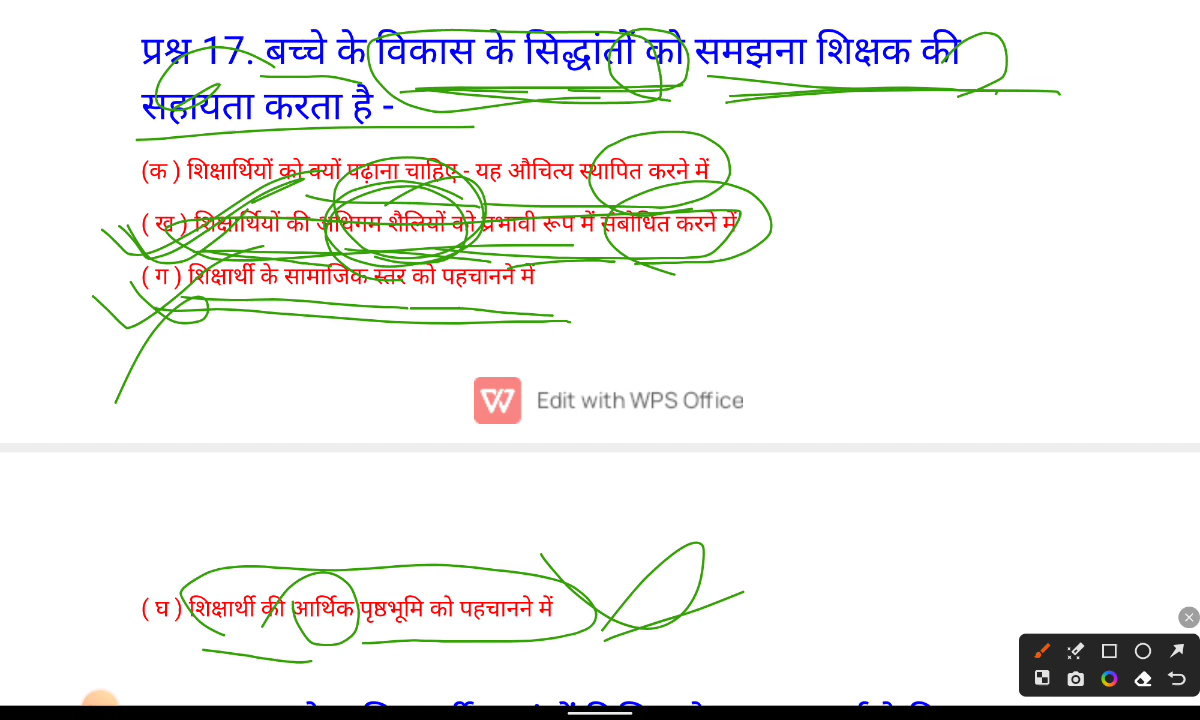 प्रश्न 17. बच्चे के विकास के सिद्धांतों को समझना शिक्षक की
सहायता करता है -
(क ) शिक्षार्थियों को क्यों पढ़ाना चाहिए - यह औचित्य स्थापित करने में
( ख ) शिक्षार्थियों की अधिगम शैलियों को प्रभावी रूप में संबोधित करने में
( ग ) शिक्षार्थी के सामाजिक स्तर को पहचानने में
Edit with WPS Office
( घ ) शिक्षार्थी की आर्थिक पृष्ठभूमि को पहचानने में